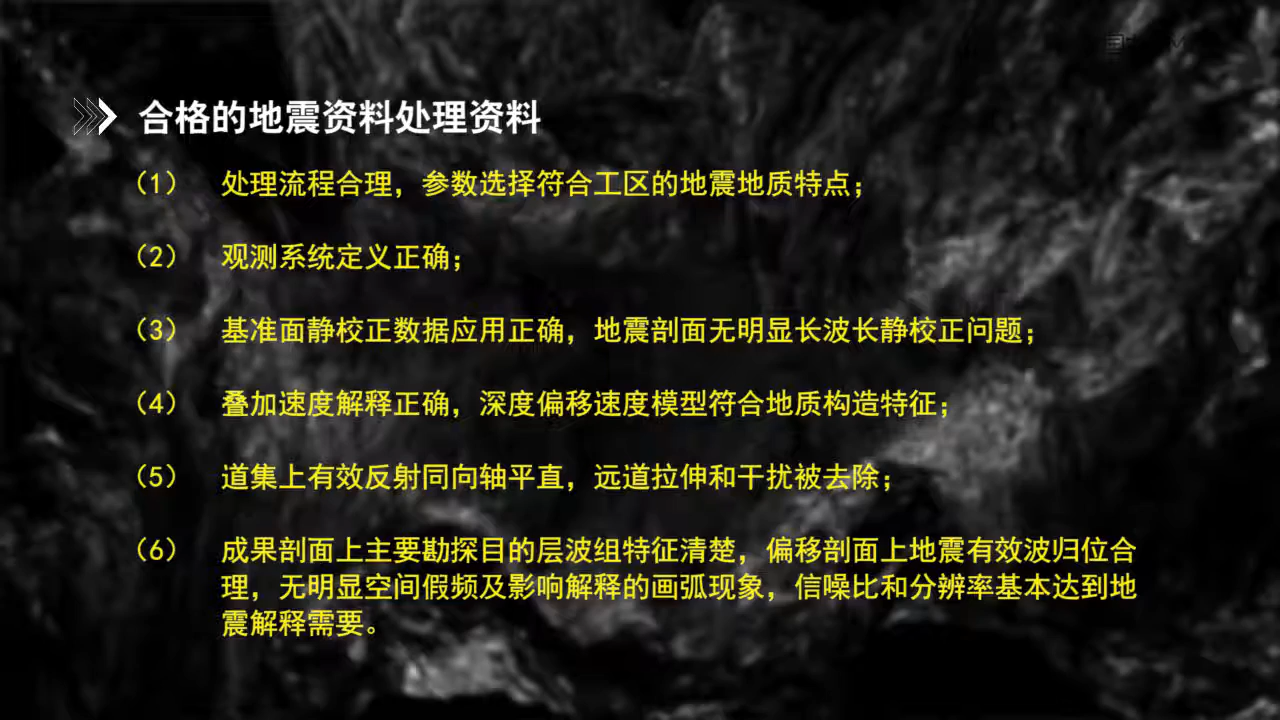 合格的地震资料处理资料
（1） 处理流程合理，参数选择符合工区的地震地质特点；
（2） 观测系统定义正确；
（3） 基准面静校正数据应用正确，地震剖面无明显长波长静校正问题；
（4） 叠加速度解释正确，深度偏移速度模型符合地质构造特征；
（5） 道集上有效反射同向轴平直，远道拉伸和干扰被去除；
（6） 成果剖面上主要勘探目的层波组特征清楚，偏移剖面上地震有效波归位合
理，无明显空间假频及影响解释的画弧现象，信噪比和分辨率基本达到地
震解释需要。